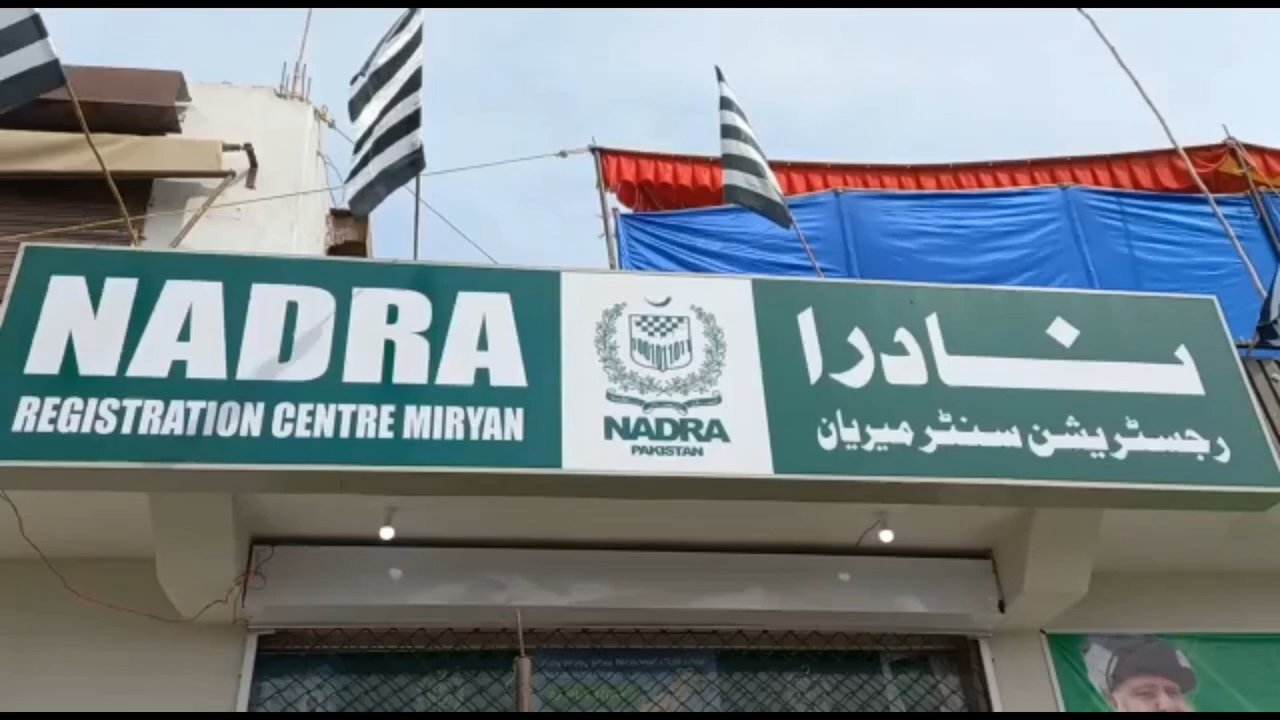 NADRA
REGISTRATION CENTRE MIRYAN
NADRA
PAKISTAN
نادرا
رجسٹریشن سنٹر میریان